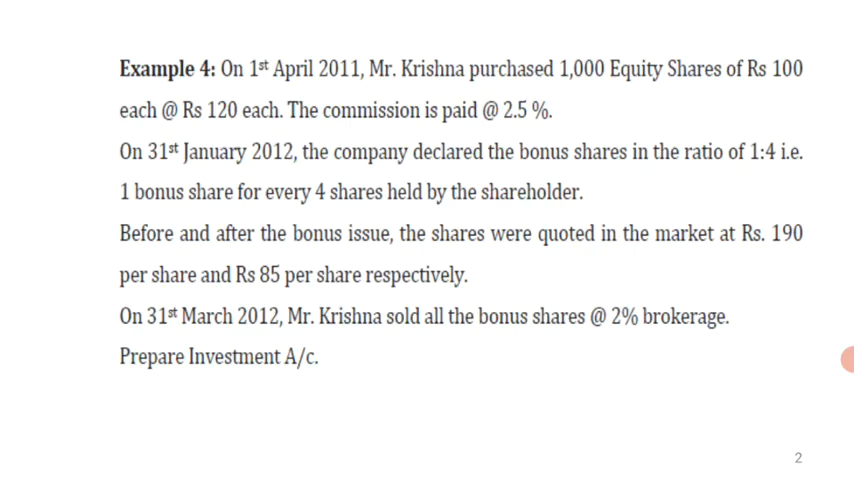 Example 4: On 1st April 2011, Mr. Krishna purchased 1,000 Equity Shares of Rs 100
each @ Rs 120 each. The commission is paid @ 2.5 %.
On 31st January 2012, the company declared the bonus shares in the ratio of 1:4 i.e.
1 bonus share for every 4 shares held by the shareholder.
Before and after the bonus issue, the shares were quoted in the market at Rs. 190
per share and Rs 85 per share respectively.
On 31st March 2012, Mr. Krishna sold all the bonus shares @ 2% brokerage.
Prepare Investment A/c.
2